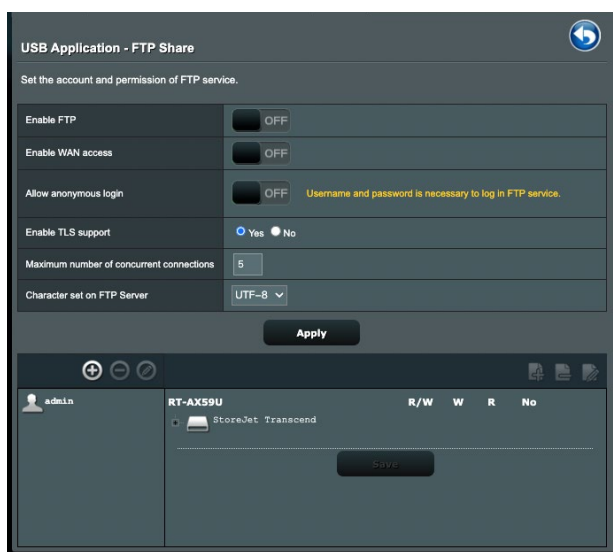 USB Application - FTP Share
Set the account and permission of FTP service.
Enable FTP
OFF
Enable WAN access
OFF
Allow anonymous login
OFF
Username and password is necessary to log in FTP service.
Enable TLS support
Yes No
Maximum number of concurrent connections
5
Character set on FTP Server
UTF-8
Apply
admin
RT-AX59U R/W W R No
StoreJet Transcend
Save